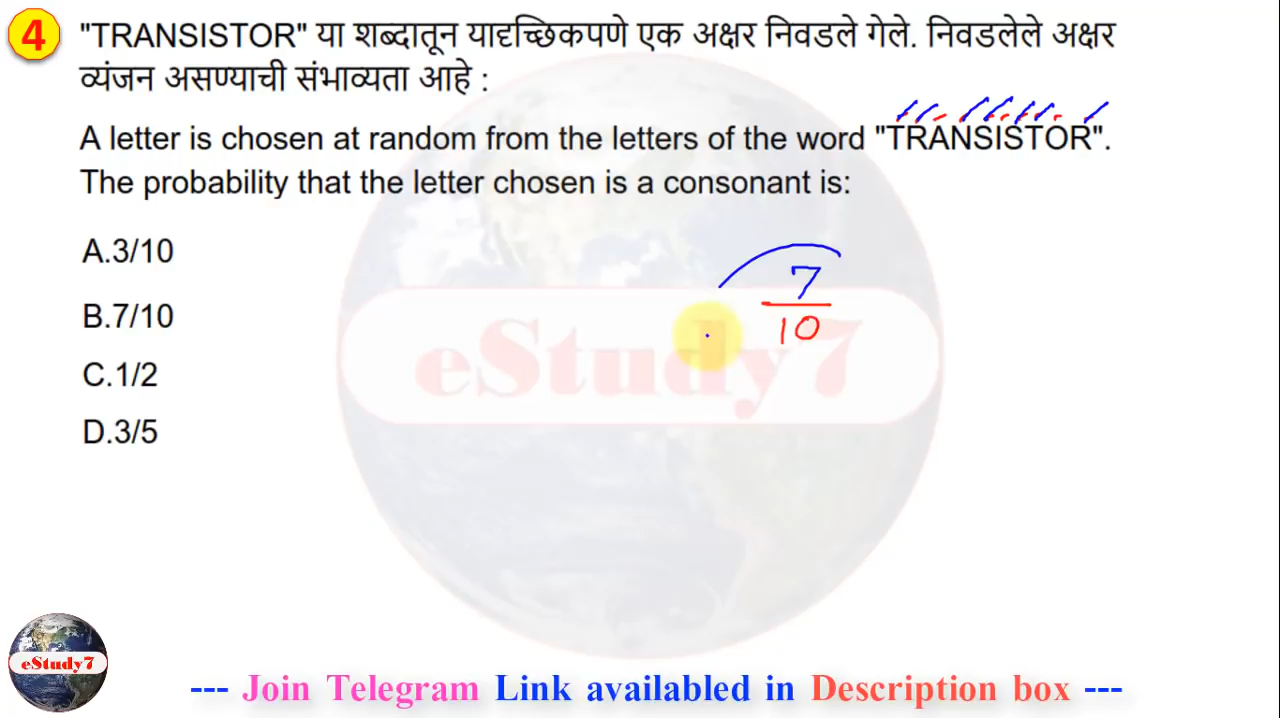 4
"TRANSISTOR" या शब्दातून यादृच्छिकपणे एक अक्षर निवडले गेले. निवडलेले अक्षर
व्यंजन असण्याची संभाव्यता आहे :
A letter is chosen at random from the letters of the word "TRANSISTOR".
The probability that the letter chosen is a consonant is:
A.3/10
B.7/10
C.1/2
D.3/5
7
10
eStudy7
eStudy7
--- Join Telegram Link availabled in Description box ---